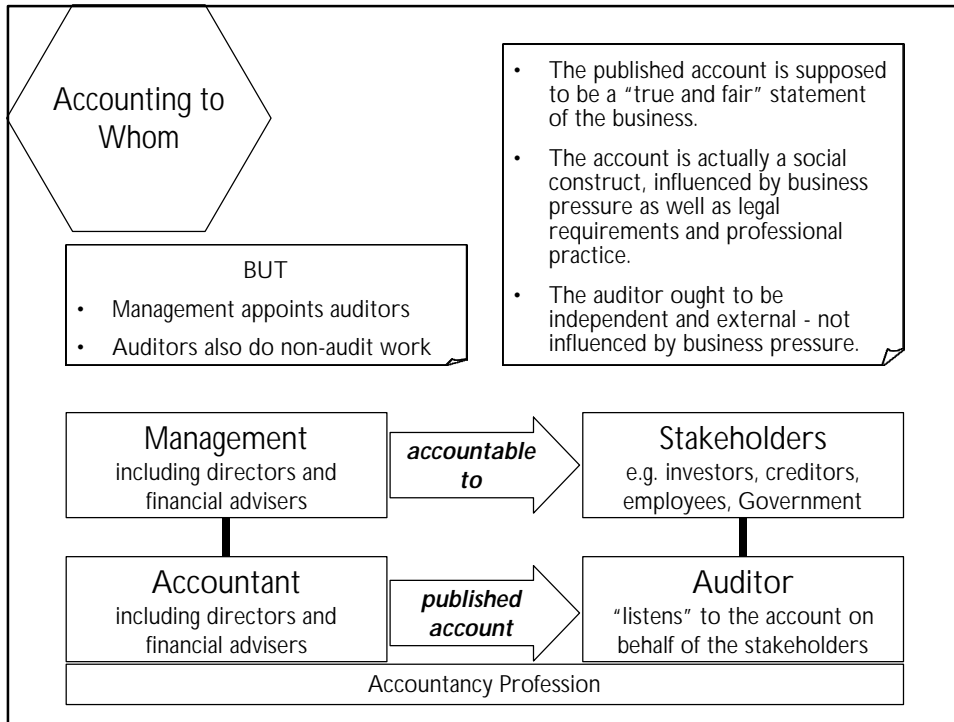 Accounting to
Whom
• The published account is supposed
to be a “true and fair” statement
of the business.
• The account is actually a social
construct, influenced by business
pressure as well as legal
requirements and professional
practice.
• The auditor ought to be
independent and external - not
influenced by business pressure.
BUT
• Management appoints auditors
• Auditors also do non-audit work
Management
including directors and
financial advisers
accountable
to
Stakeholders
e.g. investors, creditors,
employees, Government
Accountant
including directors and
financial advisers
published
account
Auditor
“listens” to the account on
behalf of the stakeholders
Accountancy Profession